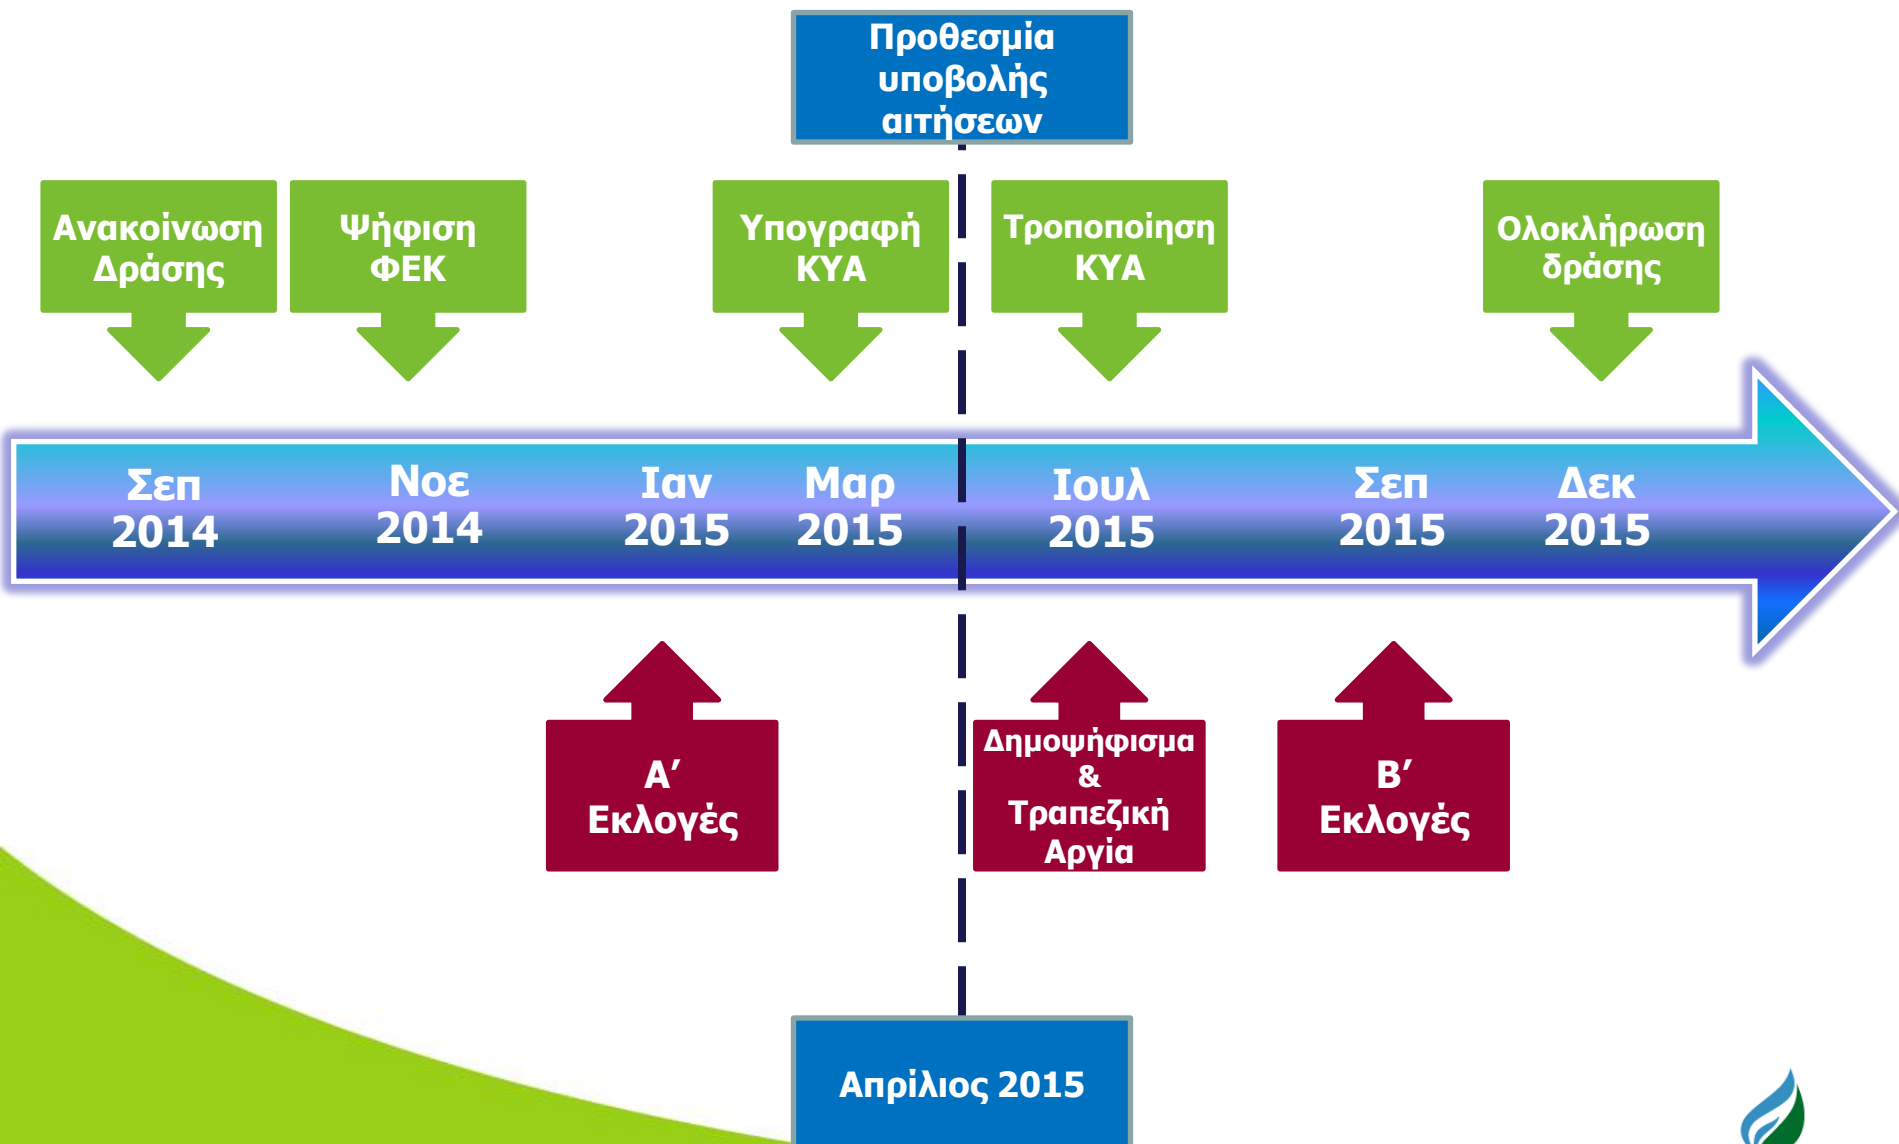 Προθεσμία
υποβολής
αιτήσεων
Ανακοίνωση
Δράσης
Ψήφιση
ΦΕΚ
Υπογραφή
ΚΥΑ
Τροποποίηση
ΚΥΑ
Ολοκλήρωση
δράσης
Σεπ
2014
Νοε
2014
Ιαν
2015
Μαρ
2015
Ιουλ
2015
Σεπ
2015
Δεκ
2015
Α’
Εκλογές
Δημοψήφισμα
&
Τραπεζική
Αργία
Β’
Εκλογές
Απρίλιος 2015